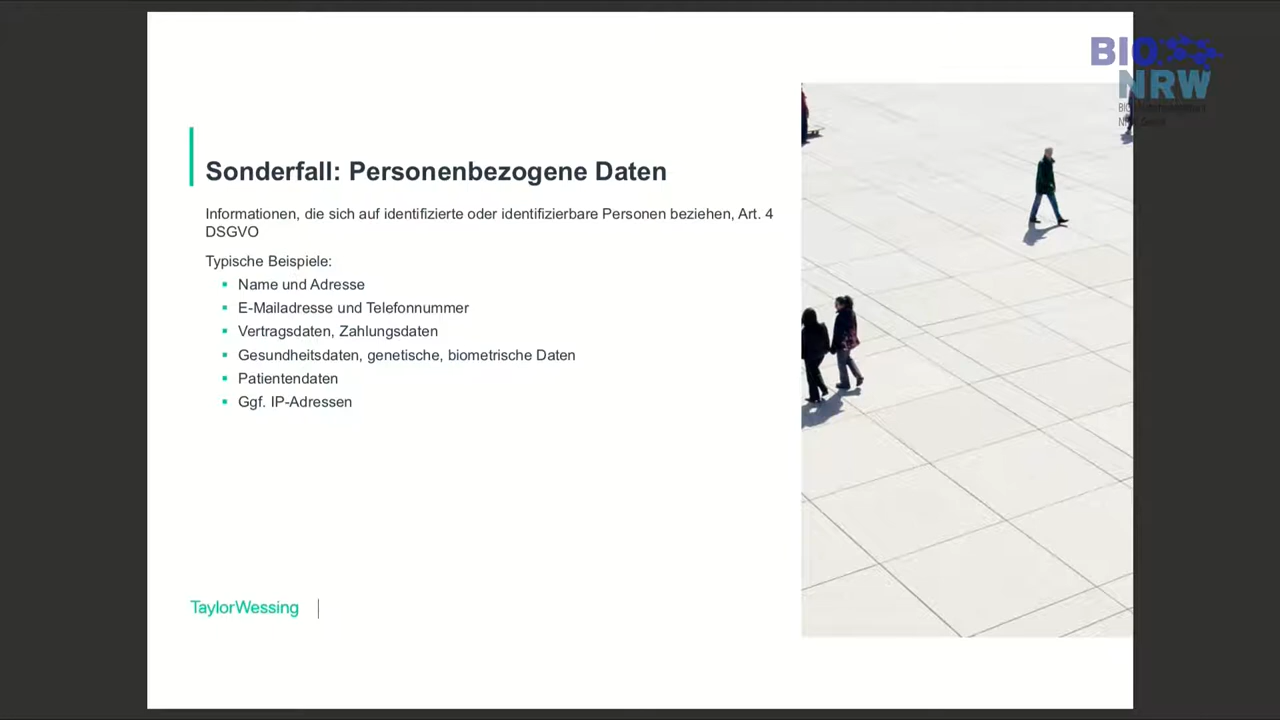 BIO
NRW
Sonderfall: Personenbezogene Daten
Informationen, die sich auf identifizierte oder identifizierbare Personen beziehen, Art. 4
DSGVO
Typische Beispiele:
Name und Adresse
E-Mailadresse und Telefonnummer
Vertragsdaten, Zahlungsdaten
Gesundheitsdaten, genetische, biometrische Daten
Patientendaten
Ggf. IP-Adressen
TaylorWessing